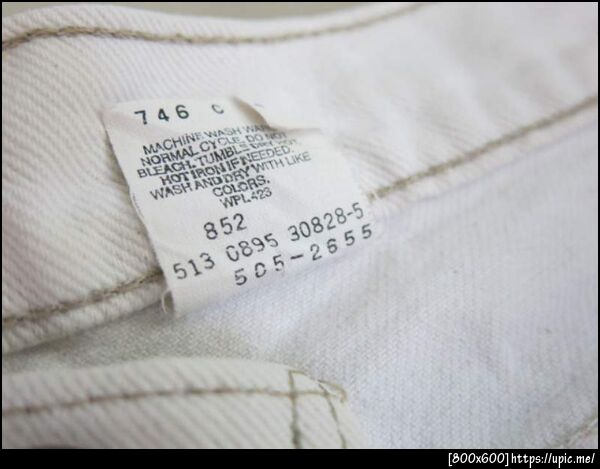 746 C
MACHINE WASH WARM
NORMAL CYCLE. DO NOT
BLEACH. TUMBLE DRY
HOT IRON IF NEEDED.
WASH AND DRY WITH LIKE
COLORS.
WPL423
852
513 0895 30828-5
505-2655
[800x600]https://upic.me/